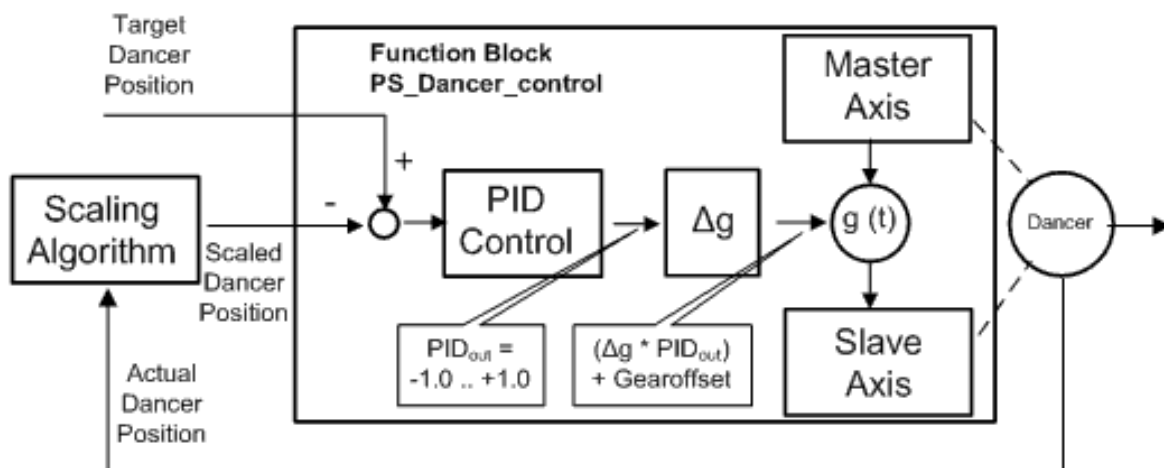 Target
Dancer
Position
Function Block
PS_Dancer_control
Master
Axis
+
Scaling
Algorithm
-
PID
Control
Δg
g (t)
Dancer
Scaled
Dancer
Position
PIDout =
-1.0 .. +1.0
(Δg * PIDout)
+ Gearoffset
Slave
Axis
Actual
Dancer
Position